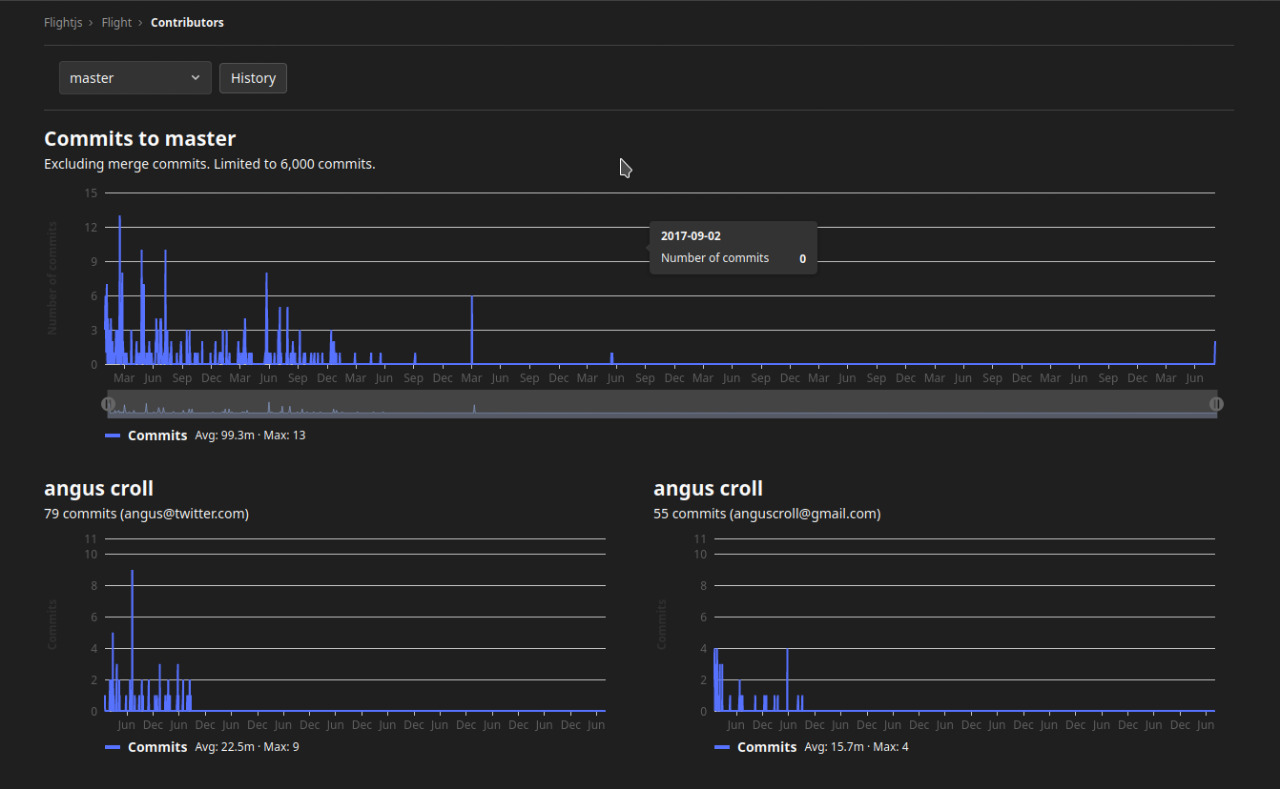 Flightjs › Flight › Contributors
master History
Commits to master
Excluding merge commits. Limited to 6,000 commits.
Number of commits
15
12
9
6
3
0
2017-09-02
Number of commits 0
Mar Jun Sep Dec Mar Jun Sep Dec Mar Jun Sep Dec Mar Jun Sep Dec Mar Jun Sep Dec Mar Jun Sep Dec Mar Jun Sep Dec Mar Jun Sep Dec Mar Jun Sep Dec Mar Jun
Commits Avg: 99.3m · Max: 13
angus croll
79 commits (angus@twitter.com)
Commits
11
10
8
6
4
2
0
Jun Dec Jun Dec Jun Dec Jun Dec Jun Dec Jun Dec Jun Dec Jun Dec Jun Dec Jun
Commits Avg: 22.5m · Max: 9
angus croll
55 commits (anguscroll@gmail.com)
Commits
11
10
8
6
4
2
0
Jun Dec Jun Dec Jun Dec Jun Dec Jun Dec Jun Dec Jun Dec Jun Dec Jun Dec Jun
Commits Avg: 15.7m · Max: 4